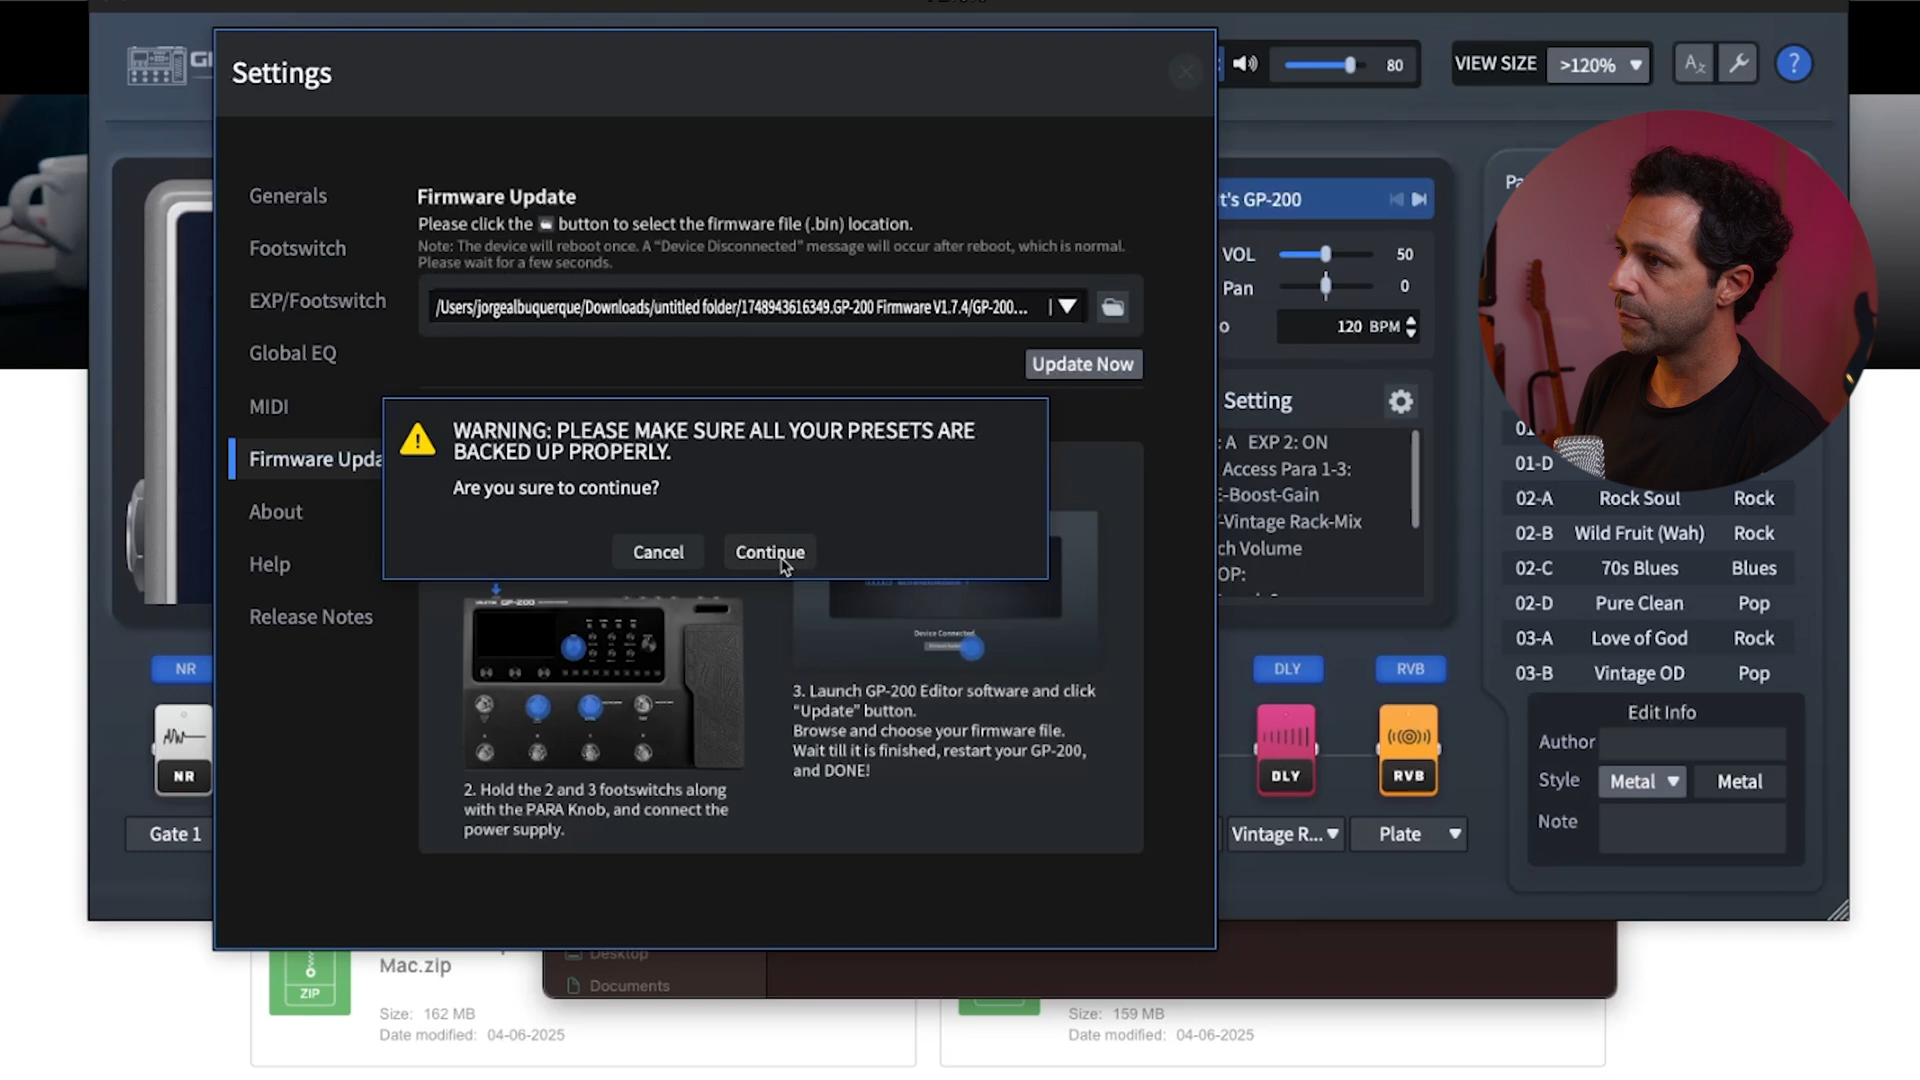 Settings
Generals
Footswitch
EXP/Footswitch
Global EQ
MIDI
Firmware Upda
About
Help
Release Notes
Firmware Update
Please click the button to select the firmware file (.bin) location.
Note: The device will reboot once. A “Device Disconnected” message will occur after reboot, which is normal.
Please wait for a few seconds.
/Users/jorgealbuquerque/Downloads/untitled folder/1748943616349.GP-200 Firmware V1.7.4/GP-200...
Update Now
WARNING: PLEASE MAKE SURE ALL YOUR PRESETS ARE
BACKED UP PROPERLY.
Are you sure to continue?
Cancel
Continue
GP-200
2. Hold the 2 and 3 footswitchs along
with the PARA Knob, and connect the
power supply.
Device Connected
3. Launch GP-200 Editor software and click
“Update” button.
Browse and choose your firmware file.
Wait till it is finished, restart your GP-200,
and DONE!
80
VIEW SIZE
>120%
?
t's GP-200
VOL 50
Pan 0
o 120 BPM
Setting
: A EXP 2: ON
Access Para 1-3:
E-Boost-Gain
-Vintage Rack-Mix
ch Volume
OP:
NR
NR
Gate 1
DLY
DLY
Vintage R...
RVB
RVB
Plate
Pa
01-D
02-A Rock Soul Rock
02-B Wild Fruit (Wah) Rock
02-C 70s Blues Blues
02-D Pure Clean Pop
03-A Love of God Rock
03-B Vintage OD Pop
Edit Info
Author
Style Metal Metal
Note
Desktop
Documents
ZIP
Mac.zip
Size: 162 MB
Date modified: 04-06-2025
Size: 159 MB
Date modified: 04-06-2025